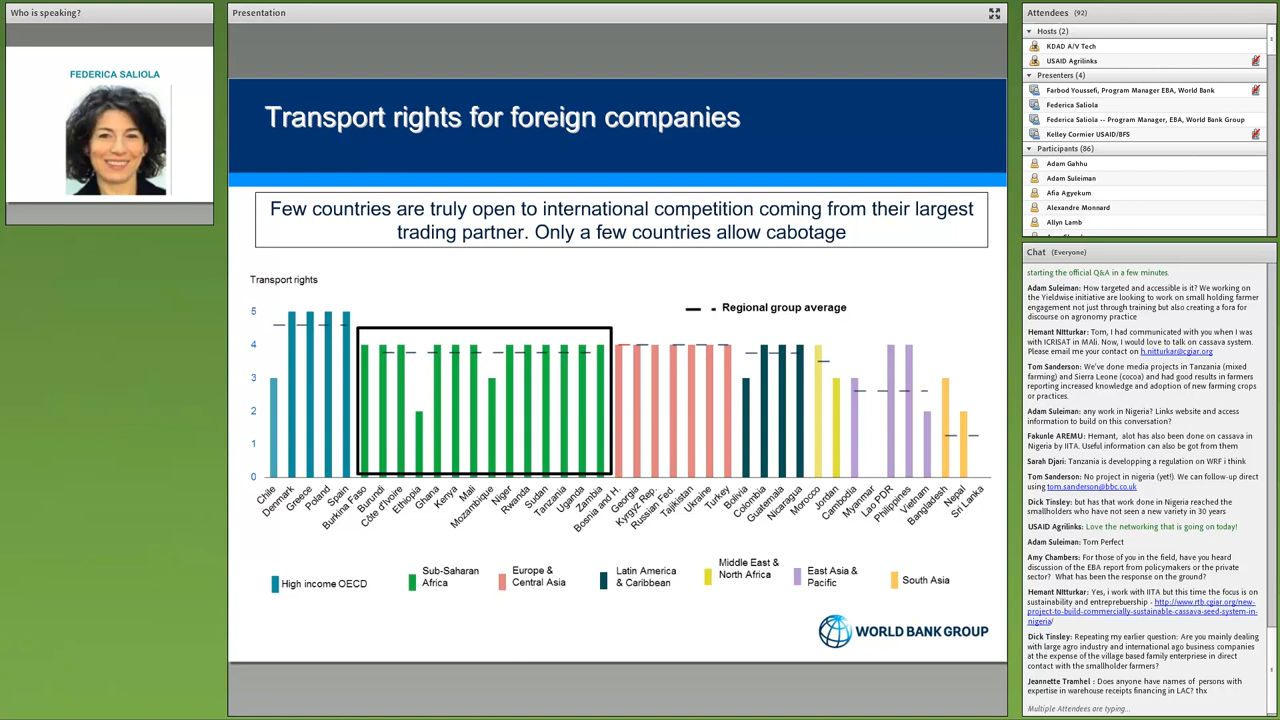 Who is speaking?
FEDERICA SALIOLA
Presentation
Transport rights for foreign companies
Few countries are truly open to international competition coming from their largest
trading partner. Only a few countries allow cabotage
Transport rights
Regional group average
5
4
3
2
1
0
Chile
Denmark
Greece
Poland
Spain
Burkina Faso
Burundi
Côte d'Ivoire
Ethiopia
Ghana
Kenya
Mali
Mozambique
Niger
Rwanda
Sudan
Tanzania
Uganda
Zambia
Bosnia and H.
Georgia
Kyrgyz Rep.
Russian Fed.
Tajikistan
Ukraine
Turkey
Bolivia
Colombia
Guatemala
Nicaragua
Morocco
Jordan
Cambodia
Myanmar
Lao PDR
Philippines
Vietnam
Bangladesh
Nepal
Sri Lanka
High income OECD
Sub-Saharan
Africa
Europe &
Central Asia
Latin America
& Caribbean
Middle East &
North Africa
East Asia &
Pacific
South Asia
WORLD BANK GROUP
Attendees (92)
Hosts (2)
KDAD A/V Tech
USAID Agrilinks
Presenters (4)
Farbod Youssefi, Program Manager EBA, World Bank
Federica Saliola
Federica Saliola -- Program Manager, EBA, World Bank Group
Kelley Cormier USAID/BFS
Participants (86)
Adam Gahhu
Adam Suleiman
Afia Agyekum
Alexandre Monnard
Allyn Lamb
Chat (Everyone)
starting the official Q&A in a few minutes.
Adam Suleiman: How targeted and accessible is it? We working on
the Yieldwise initiative are looking to work on small holding farmer
engagement not just through training but also creating a fora for
discourse on agronomy practice
Hemant Nitturkar: Tom, I had communicated with you when I was
with ICRISAT in MAli. Now, I would love to talk on cassava system.
Please email me your contact on h.nitturkar@cgiar.org
Tom Sanderson: We've done media projects in Tanzania (mixed
farming) and Sierra Leone (cocoa) and had good results in farmers
reporting increased knowledge and adoption of new farming crops
or practices.
Adam Suleiman: any work in Nigeria? Links website and access
information to build on this conversation?
Fakunle AREMU: Hemant, alot has also been done on cassava in
Nigeria by IITA. Useful information can also be got from them
Sarah Djari: Tanzania is developping a regulation on WRF i think
Tom Sanderson: No project in nigeria (yet!). We can follow-up direct
using tom.sanderson@bbc.co.uk
Dick Tinsley: but has that work done in Nigeria reached the
smallholders who have not seen a new variety in 30 years
USAID Agrilinks: Love the networking that is going on today!
Adam Suleiman: Tom Perfect
Amy Chambers: For those of you in the field, have you heard
discussion of the EBA report from policymakers or the private
sector? What has been the response on the ground?
Hemant Nitturkar: Yes, i work with IITA but this time the focus is on
sustainability and entreprebuership - http://www.rtb.cgiar.org/new-
project-to-build-commercially-sustainable-cassava-seed-system-in-
nigeria/
Dick Tinsley: Repeating my earlier question: Are you mainly dealing
with large agro industry and international ago business companies
at the expense of the village based family enterpriese in direct
contact with the smallholder farmers?
Jeannette Tramhel : Does anyone have names of persons with
expertise in warehouse receipts financing in LAC? thx
Multiple Attendees are typing...